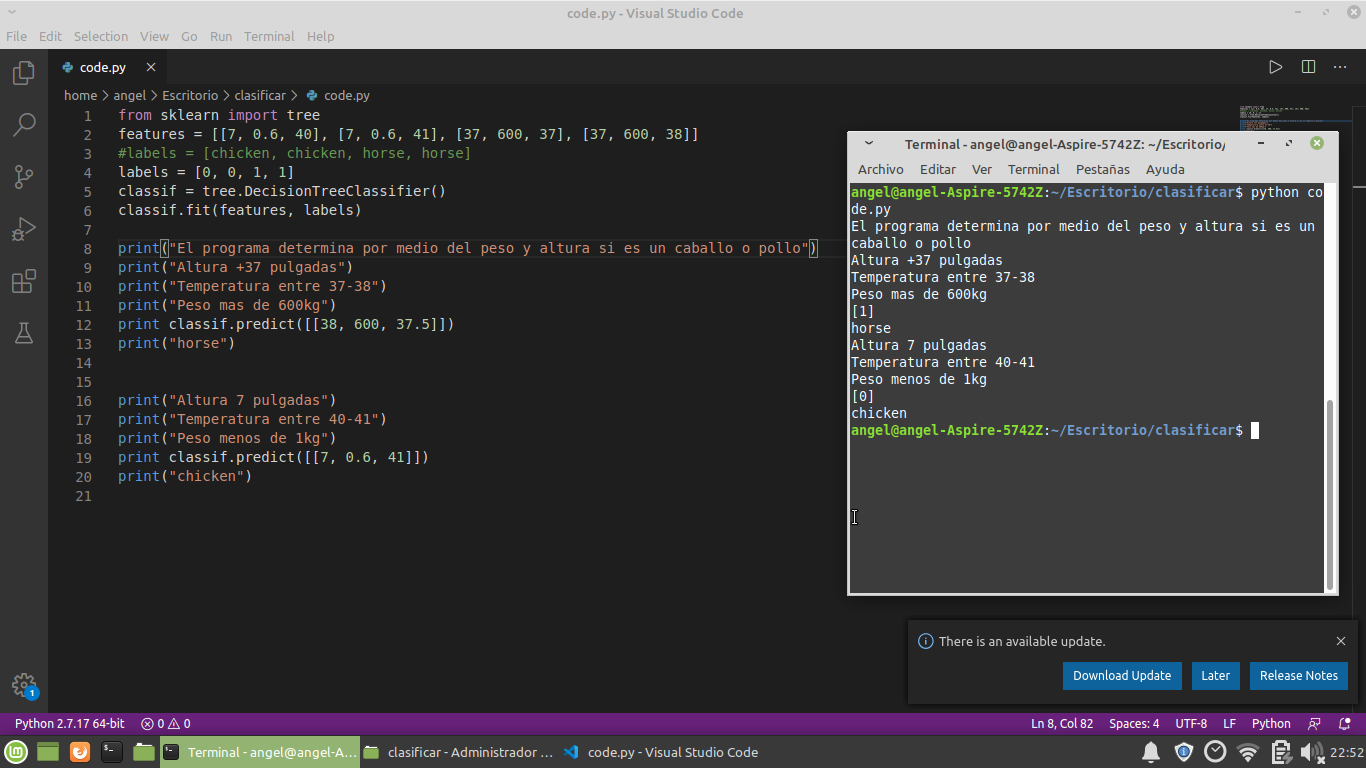 code.py - Visual Studio Code
File Edit Selection View Go Run Terminal Help
code.py
home > angel > Escritorio > clasificar > code.py
1 from sklearn import tree
2 features = [[7, 0.6, 40], [7, 0.6, 41], [37, 600, 37], [37, 600, 38]]
3 #labels = [chicken, chicken, horse, horse]
4 labels = [0, 0, 1, 1]
5 classif = tree.DecisionTreeClassifier()
6 classif.fit(features, labels)
7
8 print("El programa determina por medio del peso y altura si es un caballo o pollo")
9 print("Altura +37 pulgadas")
10 print("Temperatura entre 37-38")
11 print("Peso mas de 600kg")
12 print classif.predict([[38, 600, 37.5]])
13 print("horse")
14
15
16 print("Altura 7 pulgadas")
17 print("Temperatura entre 40-41")
18 print("Peso menos de 1kg")
19 print classif.predict([[7, 0.6, 41]])
20 print("chicken")
21
Terminal - angel@angel-Aspire-5742Z: ~/Escritorio/
Archivo Editar Ver Terminal Pestañas Ayuda
angel@angel-Aspire-5742Z:~/Escritorio/clasificar$ python co
de.py
El programa determina por medio del peso y altura si es un
caballo o pollo
Altura +37 pulgadas
Temperatura entre 37-38
Peso mas de 600kg
[1]
horse
Altura 7 pulgadas
Temperatura entre 40-41
Peso menos de 1kg
[0]
chicken
angel@angel-Aspire-5742Z:~/Escritorio/clasificar$
There is an available update.
Download Update Later Release Notes
1
Python 2.7.17 64-bit 0 0 Ln 8, Col 82 Spaces: 4 UTF-8 LF Python
Terminal - angel@angel-A... clasificar - Administrador ... code.py - Visual Studio Code 22:52